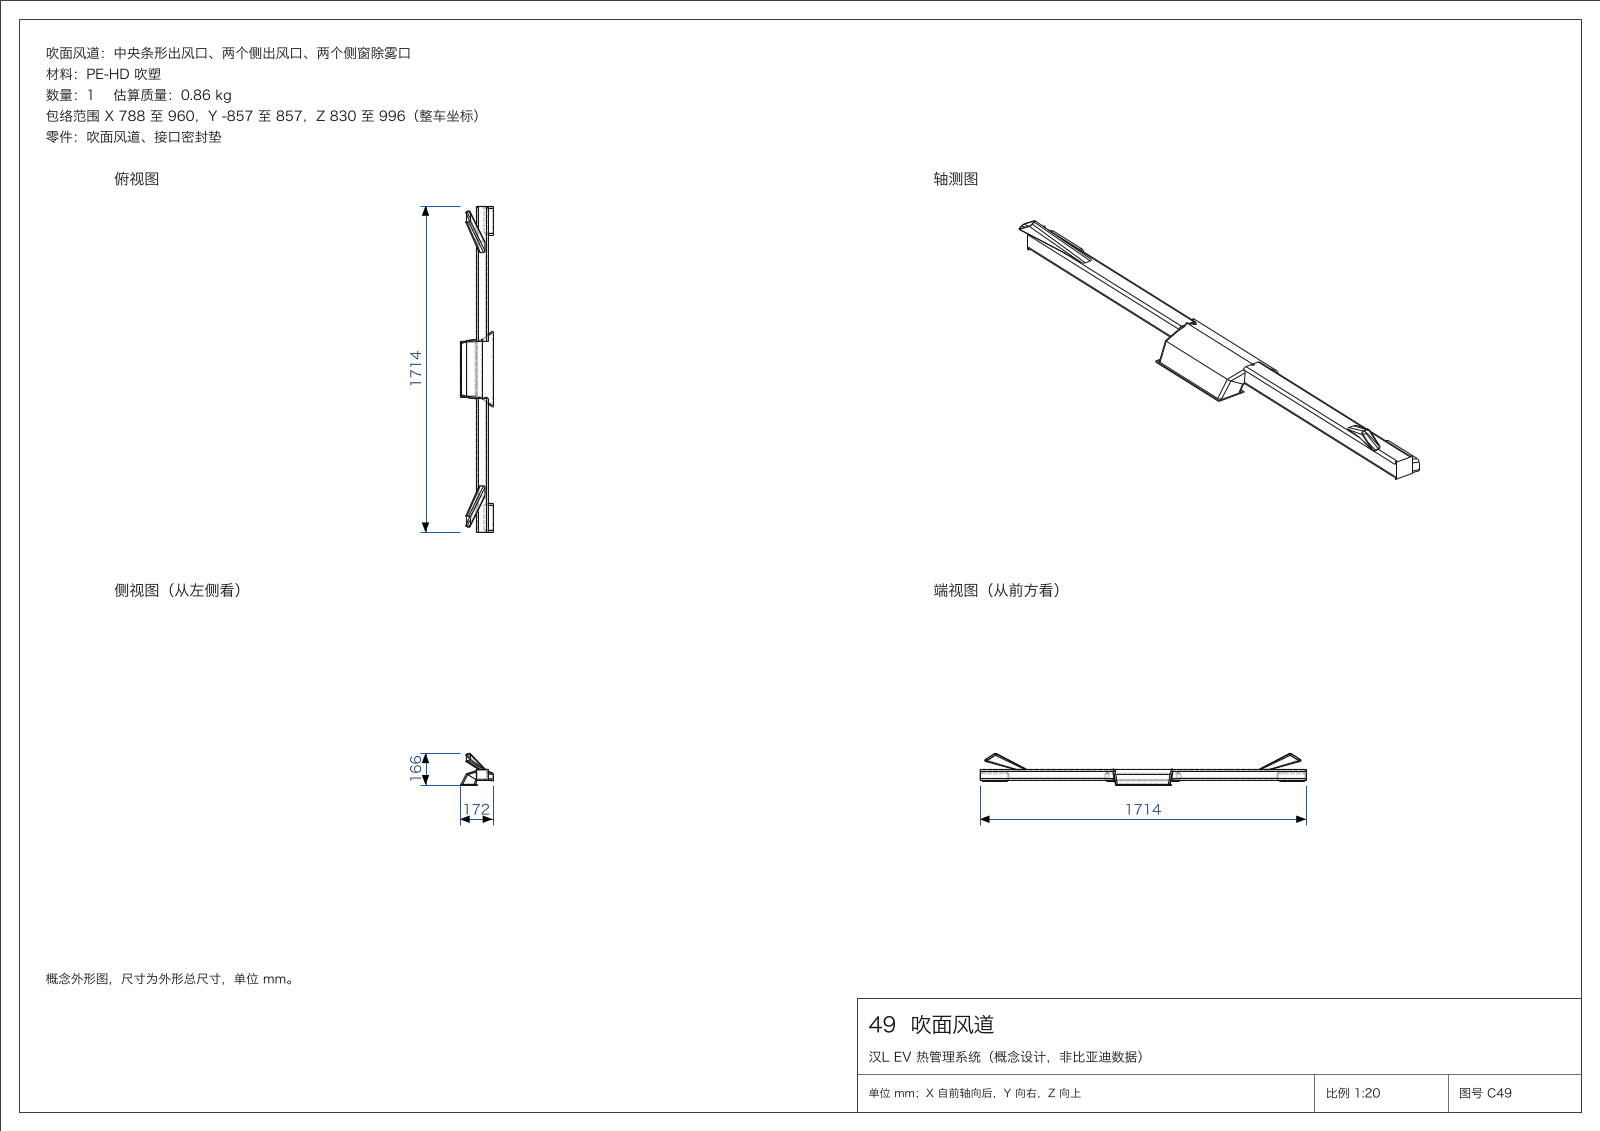 吹面风道：中央条形出风口、两个侧出风口、两个侧窗除雾口
材料：PE-HD 吹塑
数量：1 估算质量：0.86 kg
包络范围 X 788 至 960，Y -857 至 857，Z 830 至 996（整车坐标）
零件：吹面风道、接口密封垫
俯视图
轴测图
1714
侧视图（从左侧看）
端视图（从前方看）
166
172
1714
概念外形图，尺寸为外形总尺寸，单位 mm。
49 吹面风道
汉L EV 热管理系统（概念设计，非比亚迪数据）
单位 mm；X 自前轴向后，Y 向右，Z 向上
比例 1:20
图号 C49